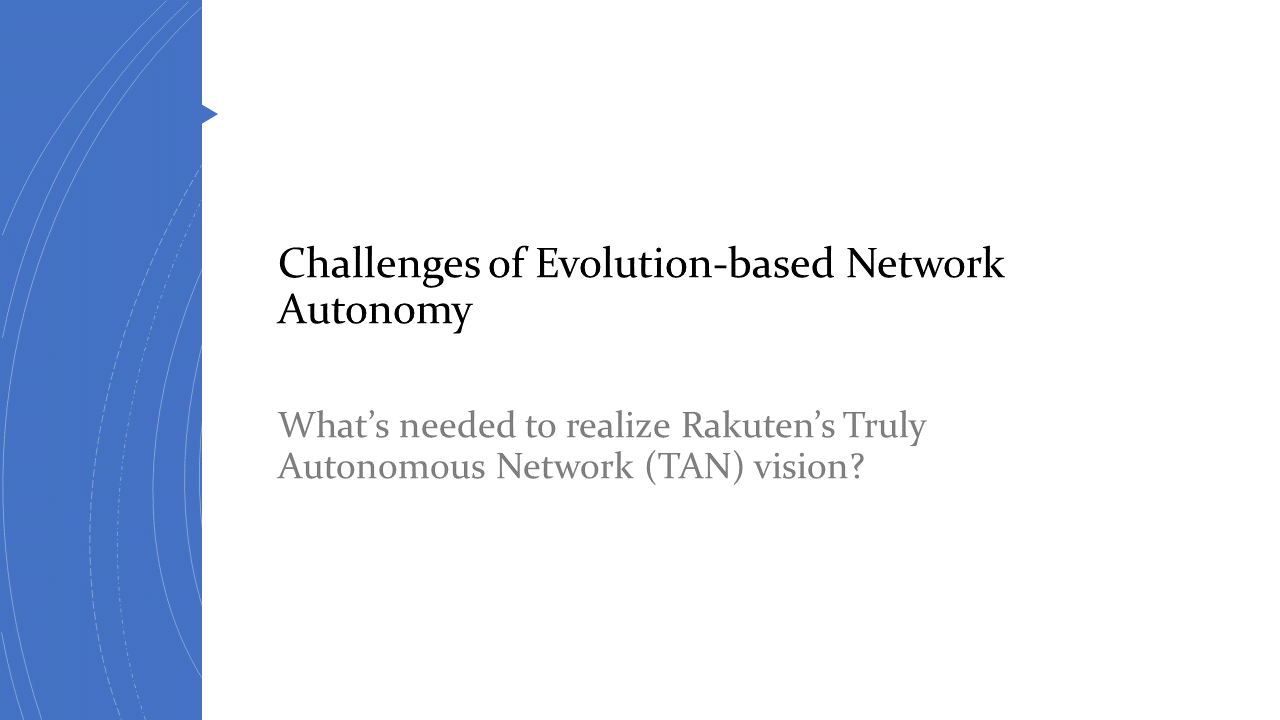 Challenges of Evolution-based Network
Autonomy
What’s needed to realize Rakuten’s Truly
Autonomous Network (TAN) vision?